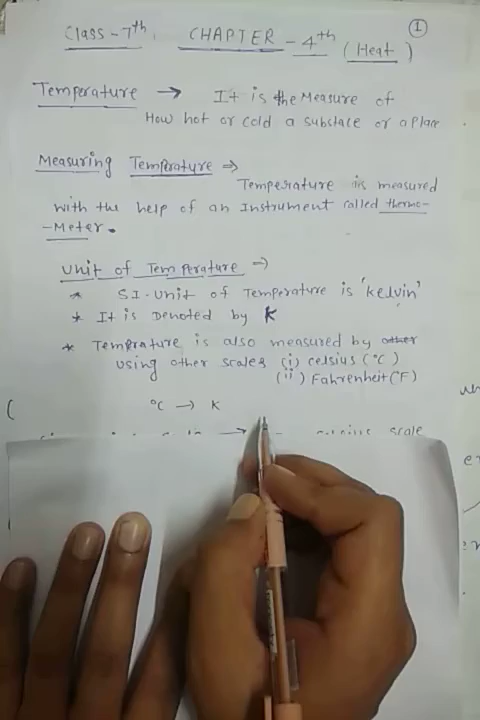 Class-7th. CHAPTER-4th (Heat) 1
Temperature → It is the Measure of
How hot or cold a substace or a Place
Measuring Temperature ⇒
Temperature is measured
with the help of an Instrument called thermo-
-Meter.
Unit of Temperature ⇒
* SI-Unit of Temperature is 'kelvin'
* It is Denoted by K
* Temprature is also measured by other
using other scales (i) celsius (°C)
(ii) Fahrenheit (°F)
°C → K
scale